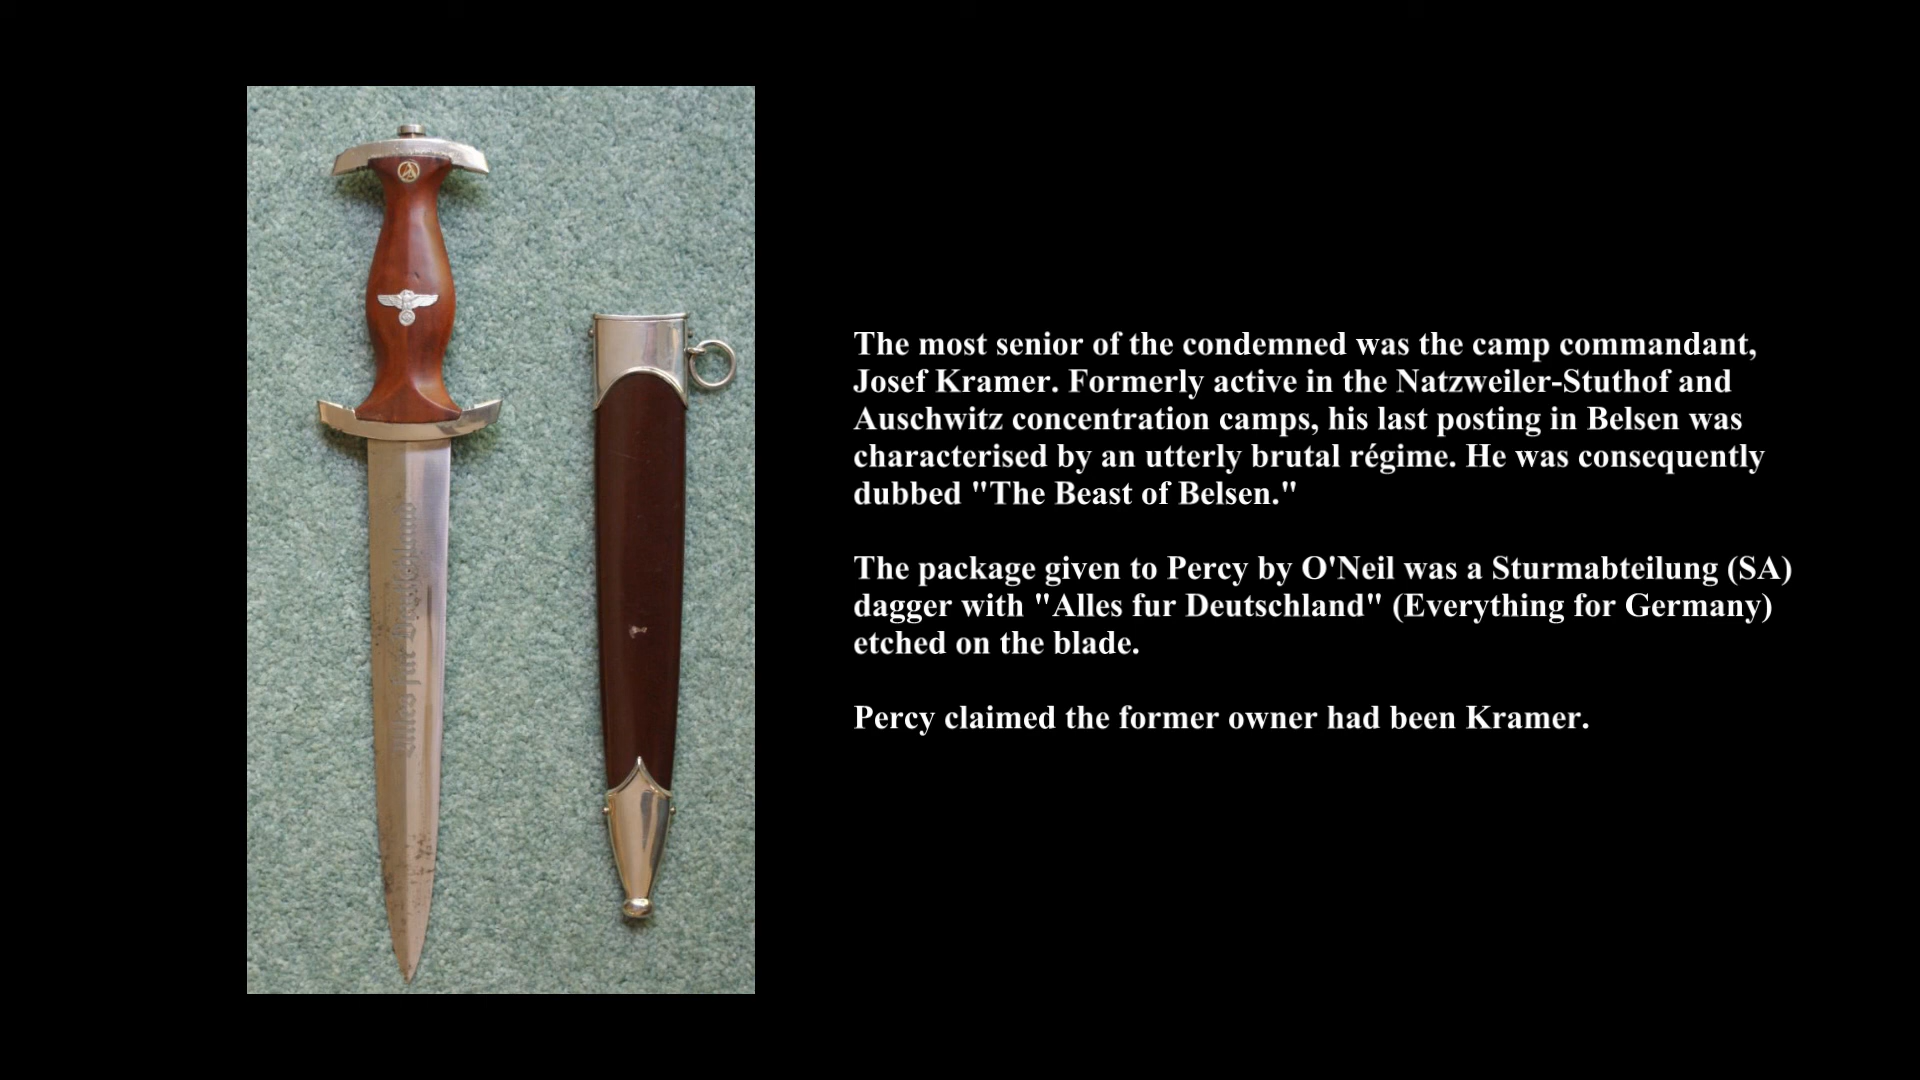 Alles für Deutschland
The most senior of the condemned was the camp commandant,
Josef Kramer. Formerly active in the Natzweiler-Stuthof and
Auschwitz concentration camps, his last posting in Belsen was
characterised by an utterly brutal régime. He was consequently
dubbed "The Beast of Belsen."
The package given to Percy by O'Neil was a Sturmabteilung (SA)
dagger with "Alles fur Deutschland" (Everything for Germany)
etched on the blade.
Percy claimed the former owner had been Kramer.